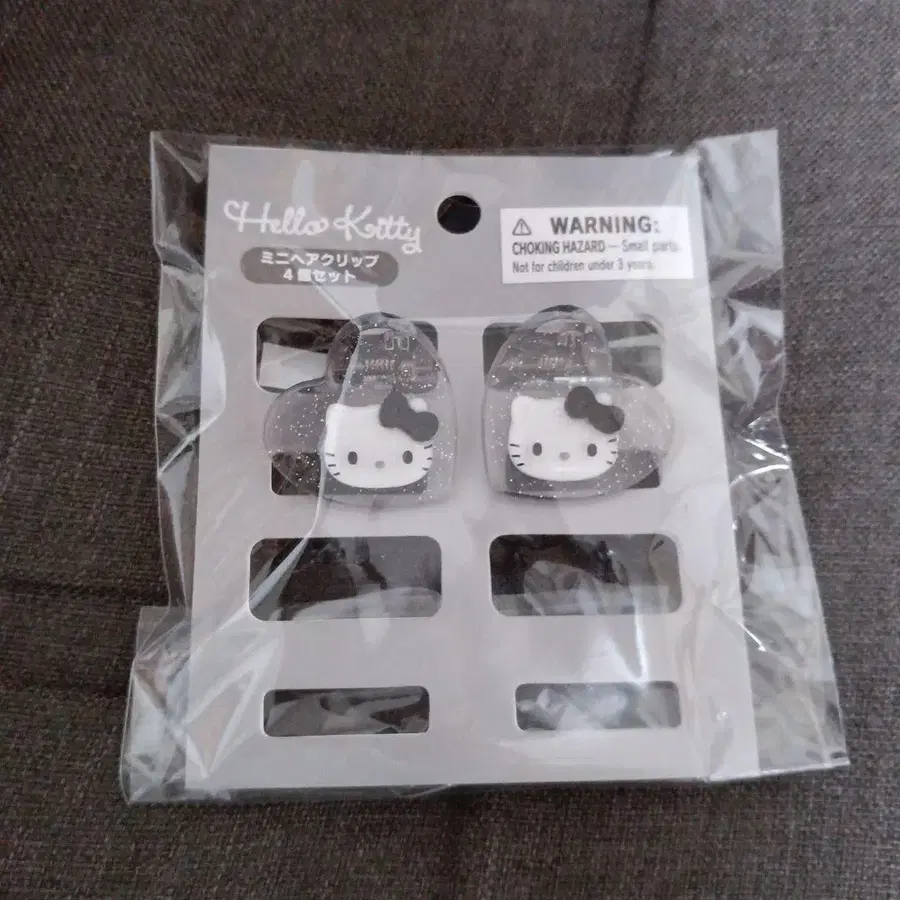 Hello Kitty
ミニヘアクリップ
4個セット
⚠ WARNING:
CHOKING HAZARD — Small parts.
Not for children under 3 years.